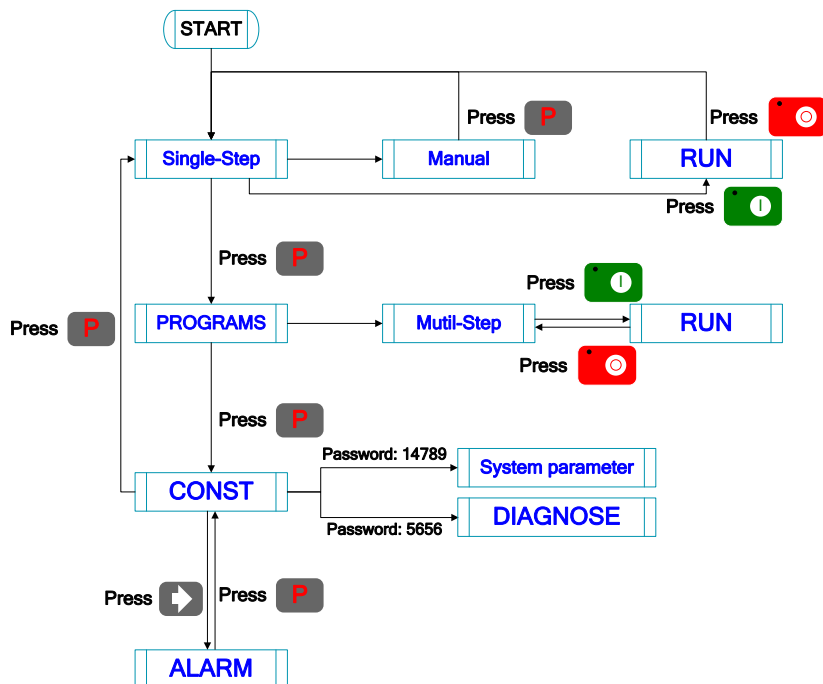 START
Press P
Press
Single-Step
Manual
RUN
Press I
Press P
Press I
Press P
PROGRAMS
Mutil-Step
RUN
Press
Press P
Password: 14789
System parameter
CONST
DIAGNOSE
Password: 5656
Press
Press P
ALARM